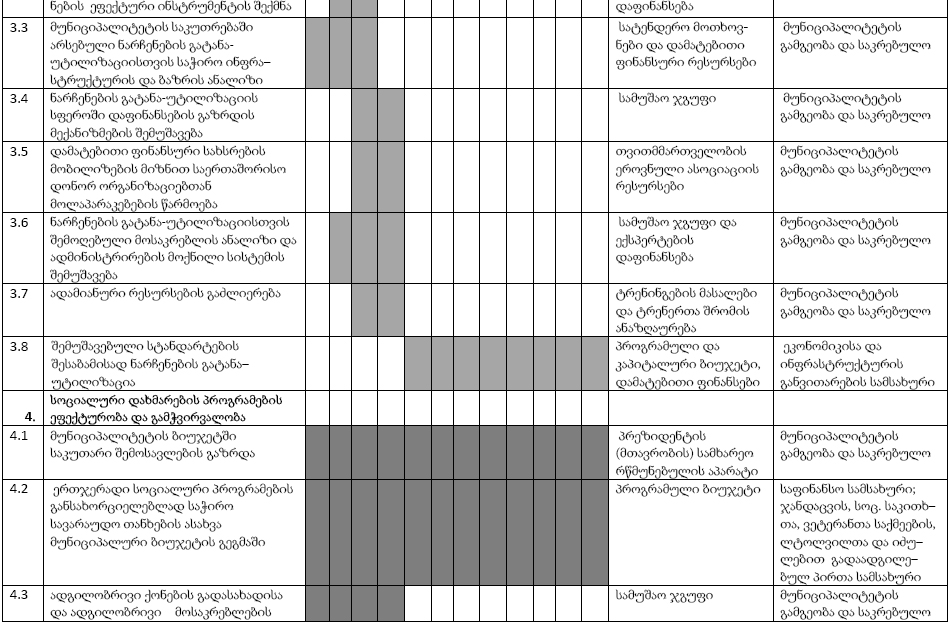 ნების ეფექტური ინსტრუმენტის შექმნა
დაფინანსება
3.3
მუნიციპალიტეტის საკუთრებაში
არსებული ნარჩენების გატანა-
უტილიზაციისთვის საჭირო ინფრა–
სტრუქტურის და ბაზრის ანალიზი
სატენდერო მოთხოვ-
ნები და დამატებითი
ფინანსური რესურსები
მუნიციპალიტეტის
გამგეობა და საკრებულო
3.4
ნარჩენების გატანა-უტილიზაციის
სფეროში დაფინანსების გაზრდის
მექანიზმების შემუშავება
სამუშაო ჯგუფი
მუნიციპალიტეტის
გამგეობა და საკრებულო
3.5
დამატებითი ფინანსური სახსრების
მობილიზების მიზნით საერთაშორისო
დონორ ორგანიზაციებთან
მოლაპარაკებების წარმოება
თვითმმართველობის
ეროვნული ასოციაციის
რესურსები
მუნიციპალიტეტის
გამგეობა და საკრებულო
3.6
ნარჩენების გატანა-უტილიზაციისთვის
შემოღებული მოსაკრებლის ანალიზი და
ადმინისტრირების მოქნილი სისტემის
შემუშავება
სამუშაო ჯგუფი და
ექსპერტების
დაფინანსება
მუნიციპალიტეტის
გამგეობა და საკრებულო
3.7
ადამიანური რესურსების გაძლიერება
ტრენინგების მასალები
და ტრენერთა შრომის
ანაზღაურება
მუნიციპალიტეტის
გამგეობა და საკრებულო
3.8
შემუშავებული სტანდარტების
შესაბამისად ნარჩენების გატანა–
უტილიზაცია
პროგრამული და
კაპიტალური ბიუჯეტი,
დამატებითი ფინანსები
ეკონომიკისა და
ინფრასტრუქტურის
განვითარების სამსახური
4.
სოციალური დახმარების პროგრამების
ეფექტურობა და გამჭვირვალობა
4.1
მუნიციპალიტეტის ბიუჯეტში
საკუთარი შემოსავლების გაზრდა
პრეზიდენტის
(მთავრობის) სამხარეო
რწმუნებულის აპარატი
მუნიციპალიტეტის
გამგეობა და საკრებულო
4.2
ერთჯერადი სოციალური პროგრამების
განსახორციელებლად საჭირო
სავარაუდო თანხების ასახვა
მუნიციპალური ბიუჯეტის გეგმაში
პროგრამული ბიუჯეტი
საფინანსო სამსახური;
ჯანდაცვის, სოც. საკითხ–
თა, ვეტერანთა საქმეების,
ლტოლვილთა და იძუ–
ლებით გადაადგილე–
ბულ პირთა სამსახური
4.3
ადგილობრივი ქონების გადასახადისა
და ადგილობრივი მოსაკრებლების
სამუშაო ჯგუფი
მუნიციპალიტეტის
გამგეობა და საკრებულო